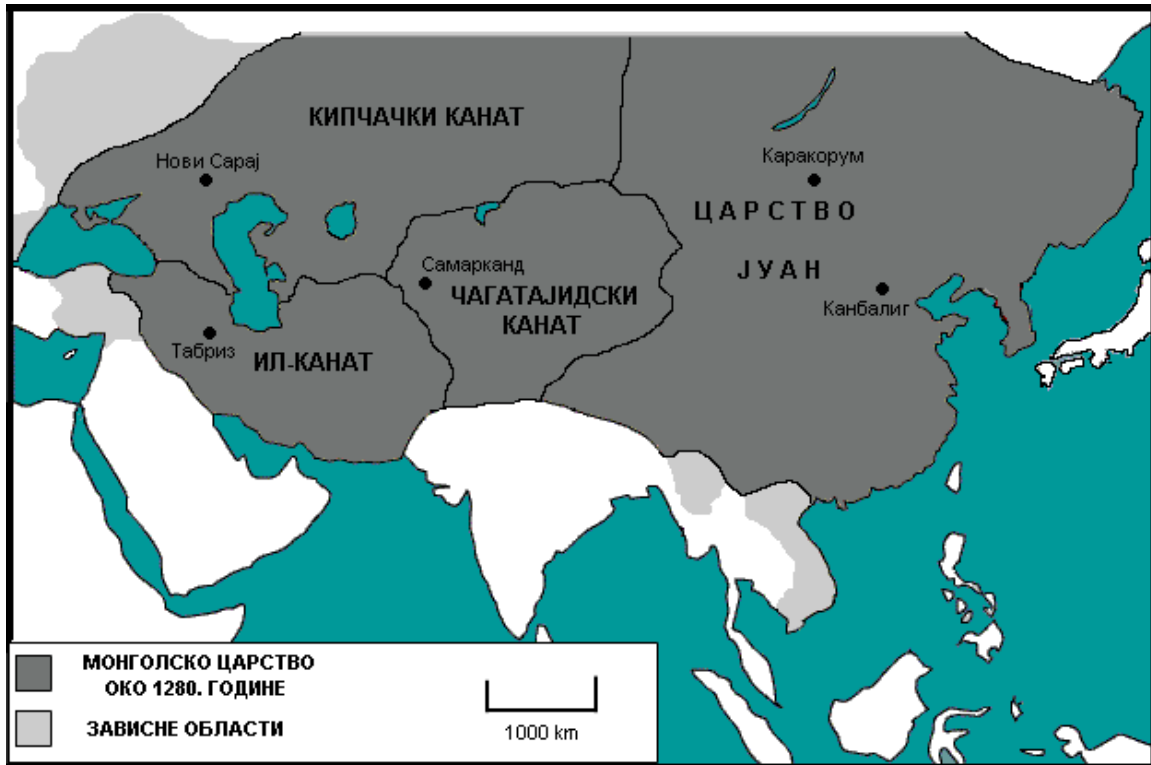 КИПЧАЧКИ КАНАТ
Нови Сарај
Каракорум
ЦАРСТВО
ЈУАН
Самарканд
ЧАГАТАЈИДСКИ
КАНАТ
Канбалиг
Табриз
ИЛ-КАНАТ
МОНГОЛСКО ЦАРСТВО
ОКО 1280. ГОДИНЕ
ЗАВИСНЕ ОБЛАСТИ
1000 km